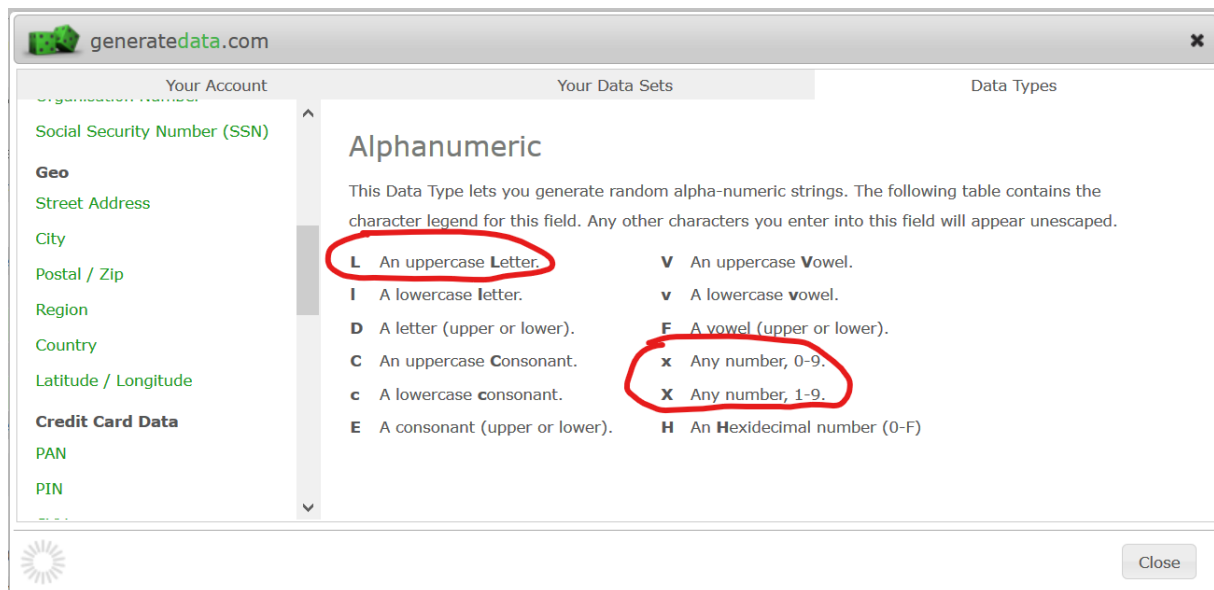 generatedata.com
Your Account
Your Data Sets
Data Types
Organisation Number
Social Security Number (SSN)
Geo
Street Address
City
Postal / Zip
Region
Country
Latitude / Longitude
Credit Card Data
PAN
PIN
Alphanumeric
This Data Type lets you generate random alpha-numeric strings. The following table contains the
character legend for this field. Any other characters you enter into this field will appear unescaped.
L An uppercase Letter.
l A lowercase letter.
D A letter (upper or lower).
C An uppercase Consonant.
c A lowercase consonant.
E A consonant (upper or lower).
V An uppercase Vowel.
v A lowercase vowel.
F A vowel (upper or lower).
x Any number, 0-9.
X Any number, 1-9.
H An Hexidecimal number (0-F)
Close